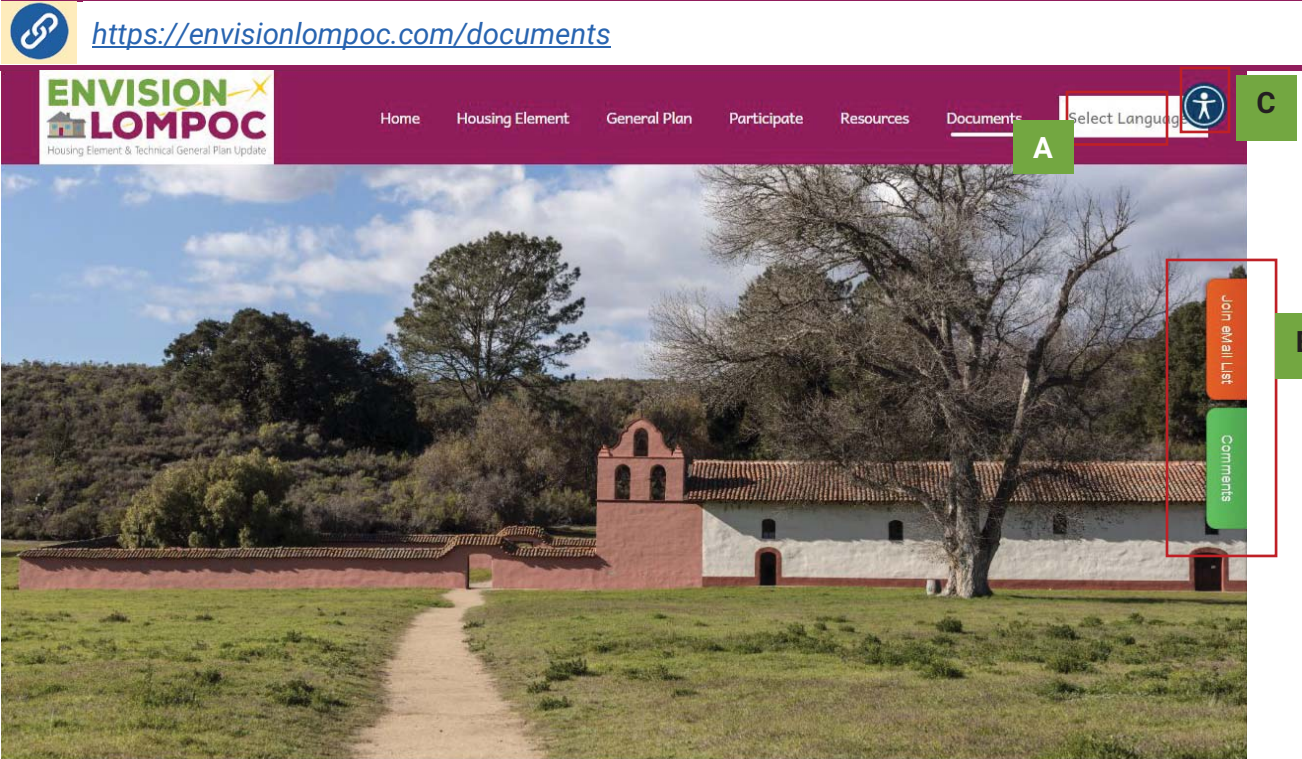 https://envisionlompoc.com/documents
ENVISION
LOMPOC
Housing Element & Technical General Plan Update
Home Housing Element General Plan Participate Resources Documents Select Language
A
C
Join eMail List
Comments